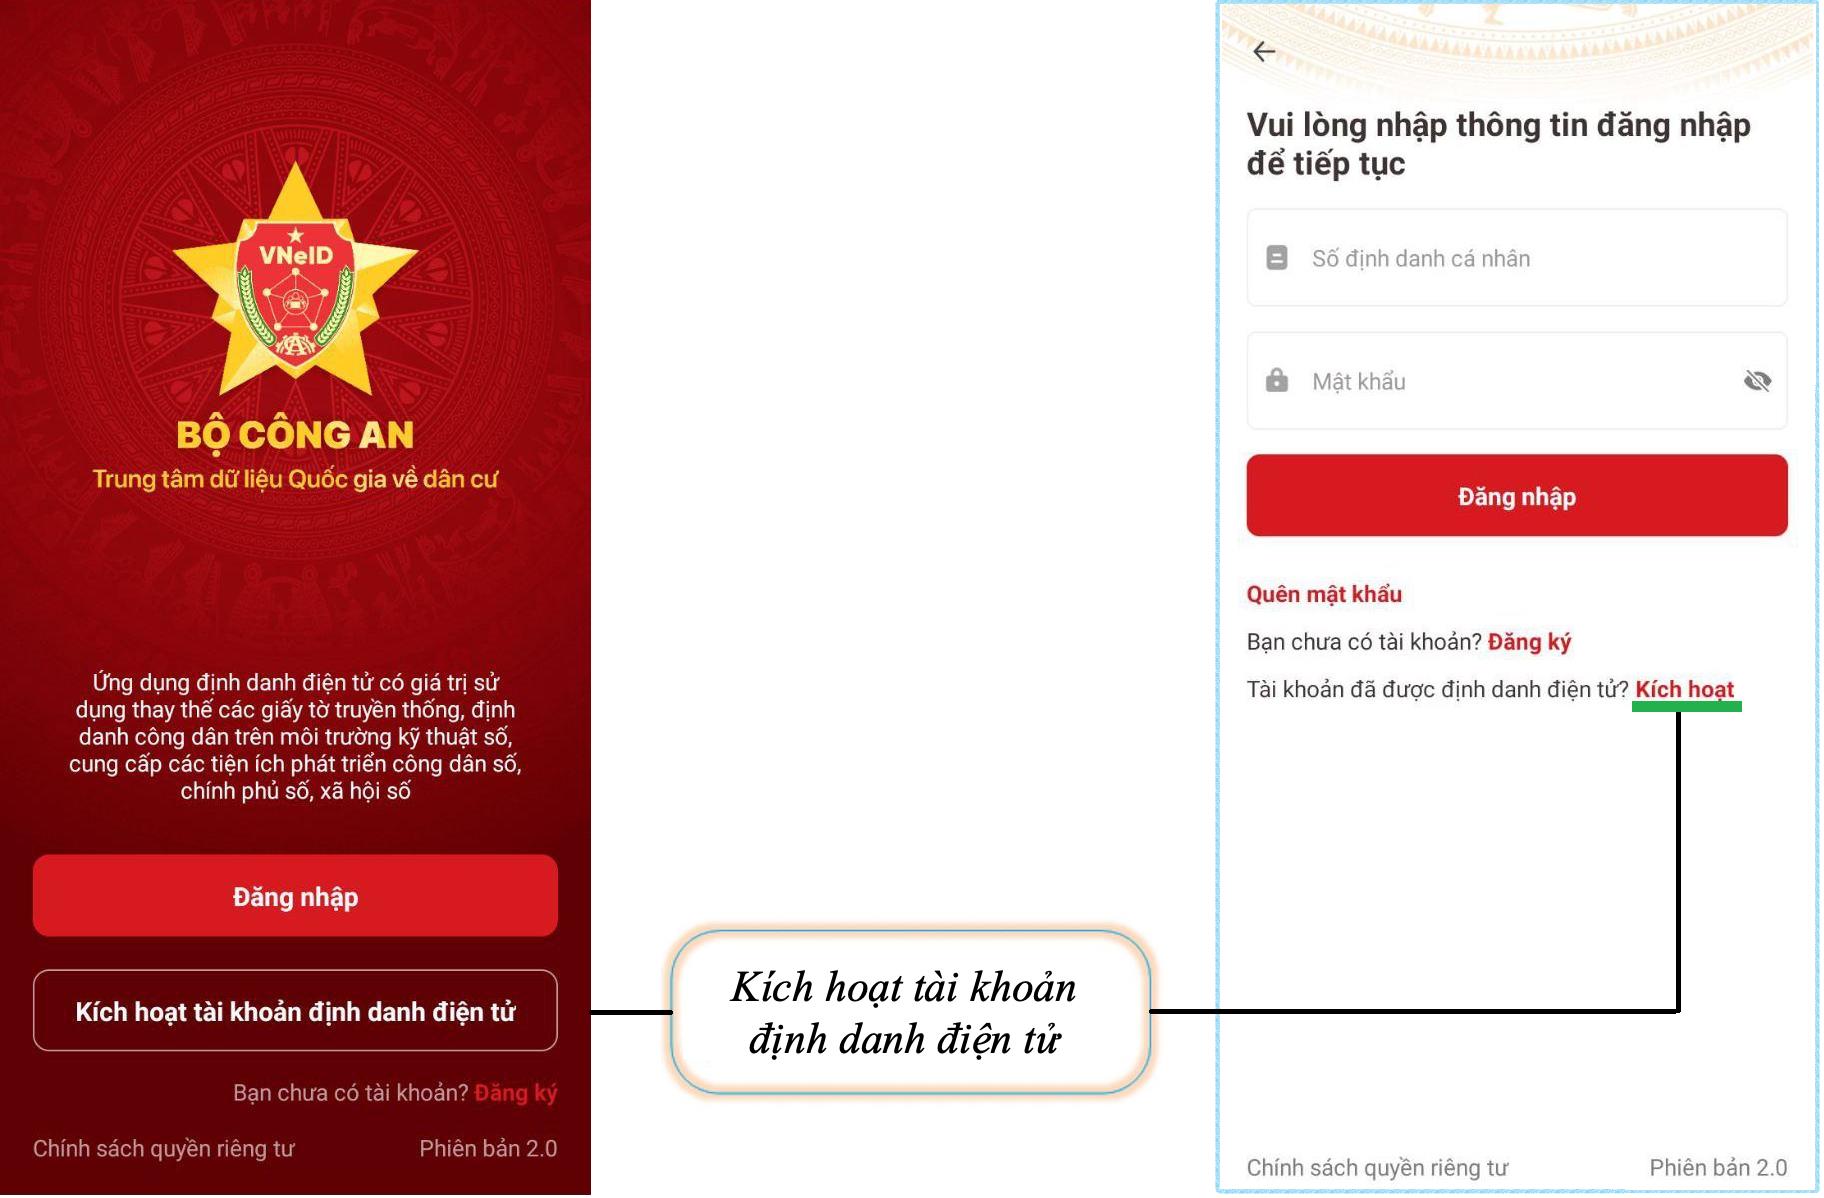 VNeID
BỘ CÔNG AN
Trung tâm dữ liệu Quốc gia về dân cư
Ứng dụng định danh điện tử có giá trị sử
dụng thay thế các giấy tờ truyền thống, định
danh công dân trên môi trường kỹ thuật số,
cung cấp các tiện ích phát triển công dân số,
chính phủ số, xã hội số
Đăng nhập
Kích hoạt tài khoản định danh điện tử
Bạn chưa có tài khoản? Đăng ký
Chính sách quyền riêng tư
Phiên bản 2.0
Kích hoạt tài khoản
định danh điện tử
Vui lòng nhập thông tin đăng nhập
để tiếp tục
Số định danh cá nhân
Mật khẩu
Đăng nhập
Quên mật khẩu
Bạn chưa có tài khoản? Đăng ký
Tài khoản đã được định danh điện tử? Kích hoạt
Chính sách quyền riêng tư
Phiên bản 2.0